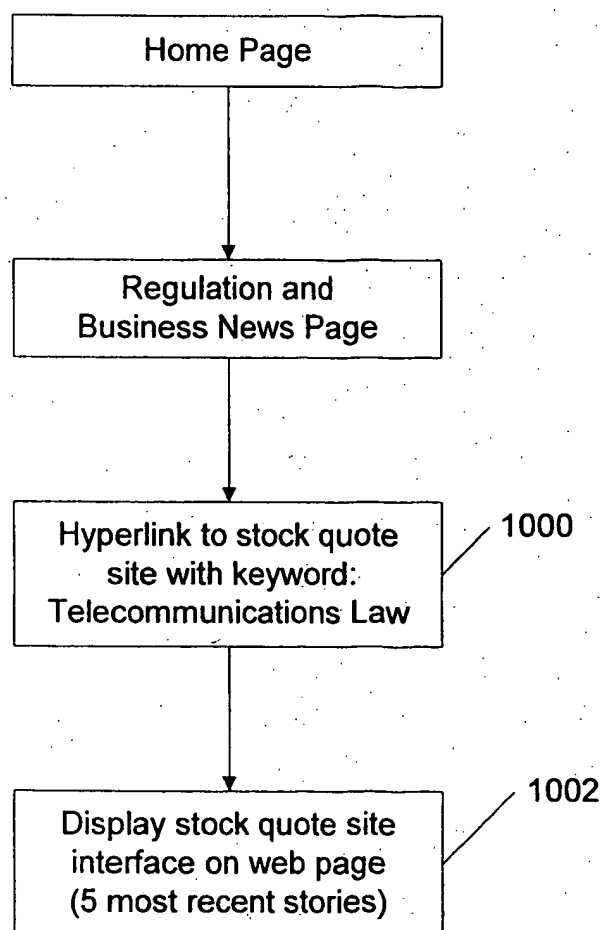 Home Page
Regulation and
Business News Page
Hyperlink to stock quote
site with keyword:
Telecommunications Law
1000
Display stock quote site
interface on web page
(5 most recent stories)
1002